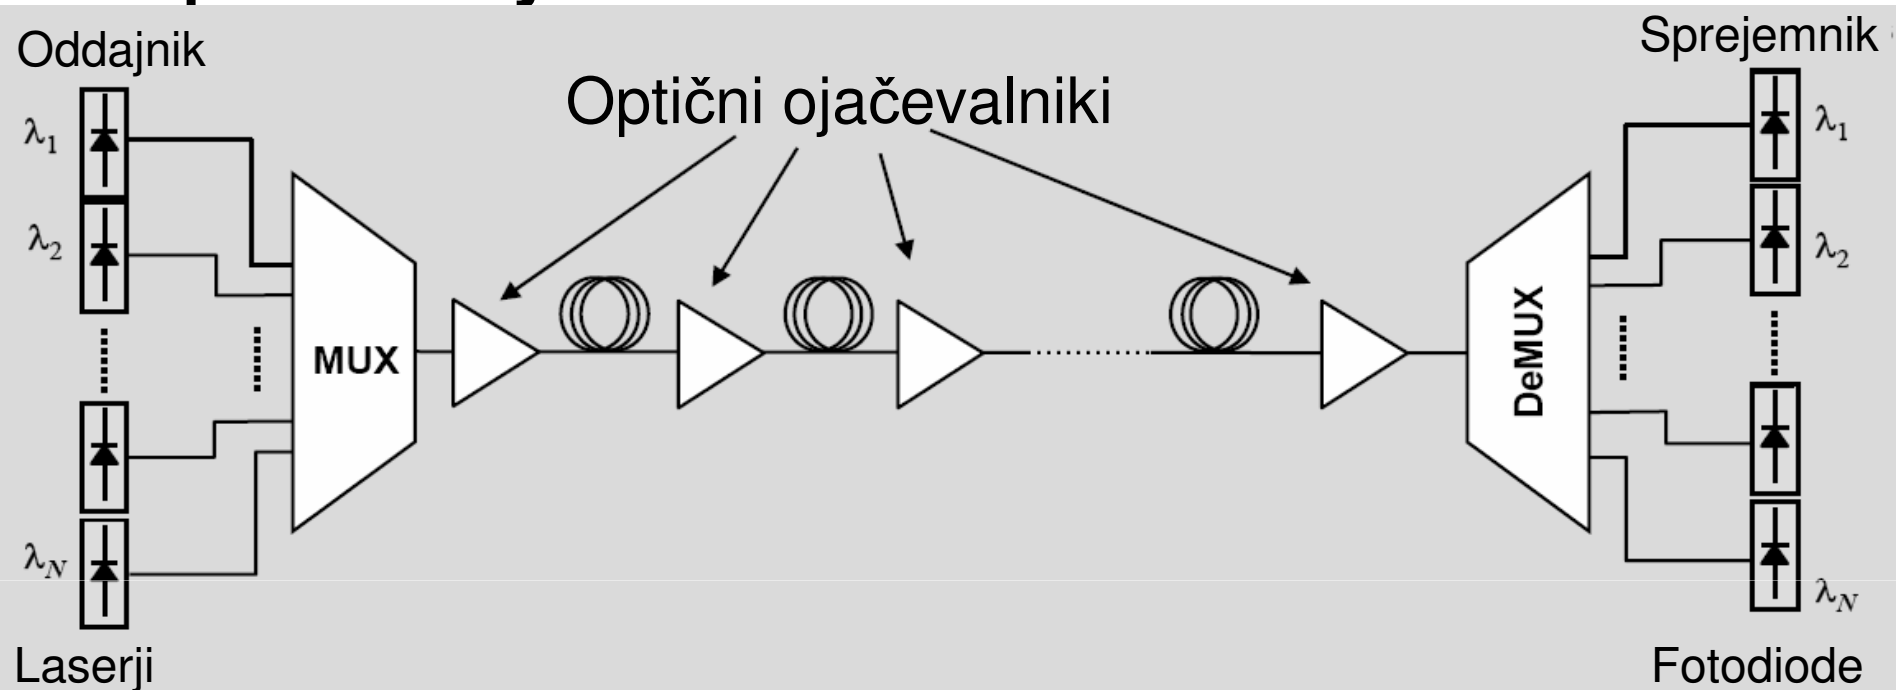 Oddajnik
Sprejemnik
Optični ojačevalniki
λ1
λ2
λN
MUX
DeMUX
λ1
λ2
λN
Laserji
Fotodiode